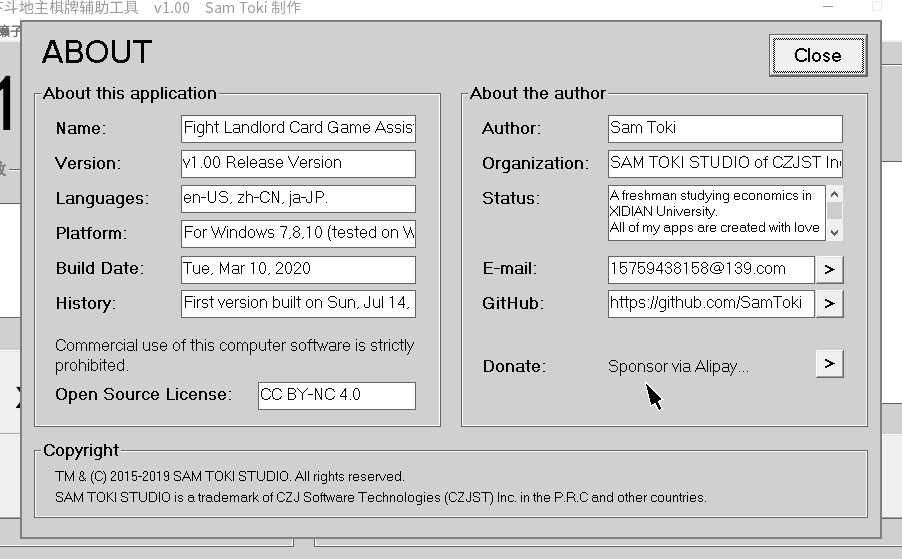 斗地主棋牌辅助工具 v1.00 Sam Toki 制作
癞子
ABOUT
Close
About this application
Name: Fight Landlord Card Game Assis
Version: v1.00 Release Version
Languages: en-US, zh-CN, ja-JP.
Platform: For Windows 7,8,10 (tested on W
Build Date: Tue, Mar 10, 2020
History: First version built on Sun, Jul 14,
Commercial use of this computer software is strictly
prohibited.
Open Source License: CC BY-NC 4.0
About the author
Author: Sam Toki
Organization: SAM TOKI STUDIO of CZJST In
Status: A freshman studying economics in
XIDIAN University.
All of my apps are created with love
E-mail: 15759438158@139.com >
GitHub: https://github.com/SamToki >
Donate: Sponsor via Alipay... >
Copyright
TM & (C) 2015-2019 SAM TOKI STUDIO. All rights reserved.
SAM TOKI STUDIO is a trademark of CZJ Software Technologies (CZJST) Inc. in the P.R.C and other countries.